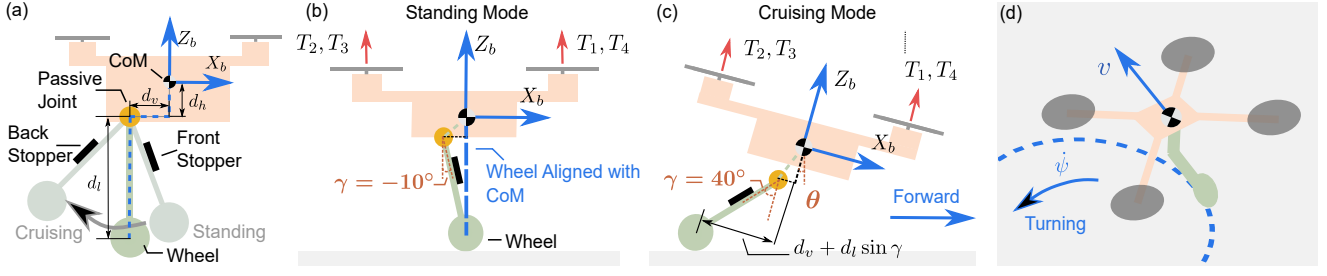 (a)
Z_b
CoM
X_b
Passive
Joint
d_v
d_h
Back
Stopper
Front
Stopper
d_l
Cruising
Standing
Wheel
(b)
Standing Mode
T_2, T_3
Z_b
T_1, T_4
X_b
γ = −10°
Wheel Aligned with
CoM
Wheel
(c)
Cruising Mode
T_2, T_3
Z_b
T_1, T_4
X_b
γ = 40°
θ
Forward
d_v + d_l sin γ
(d)
v
ψ̇
Turning